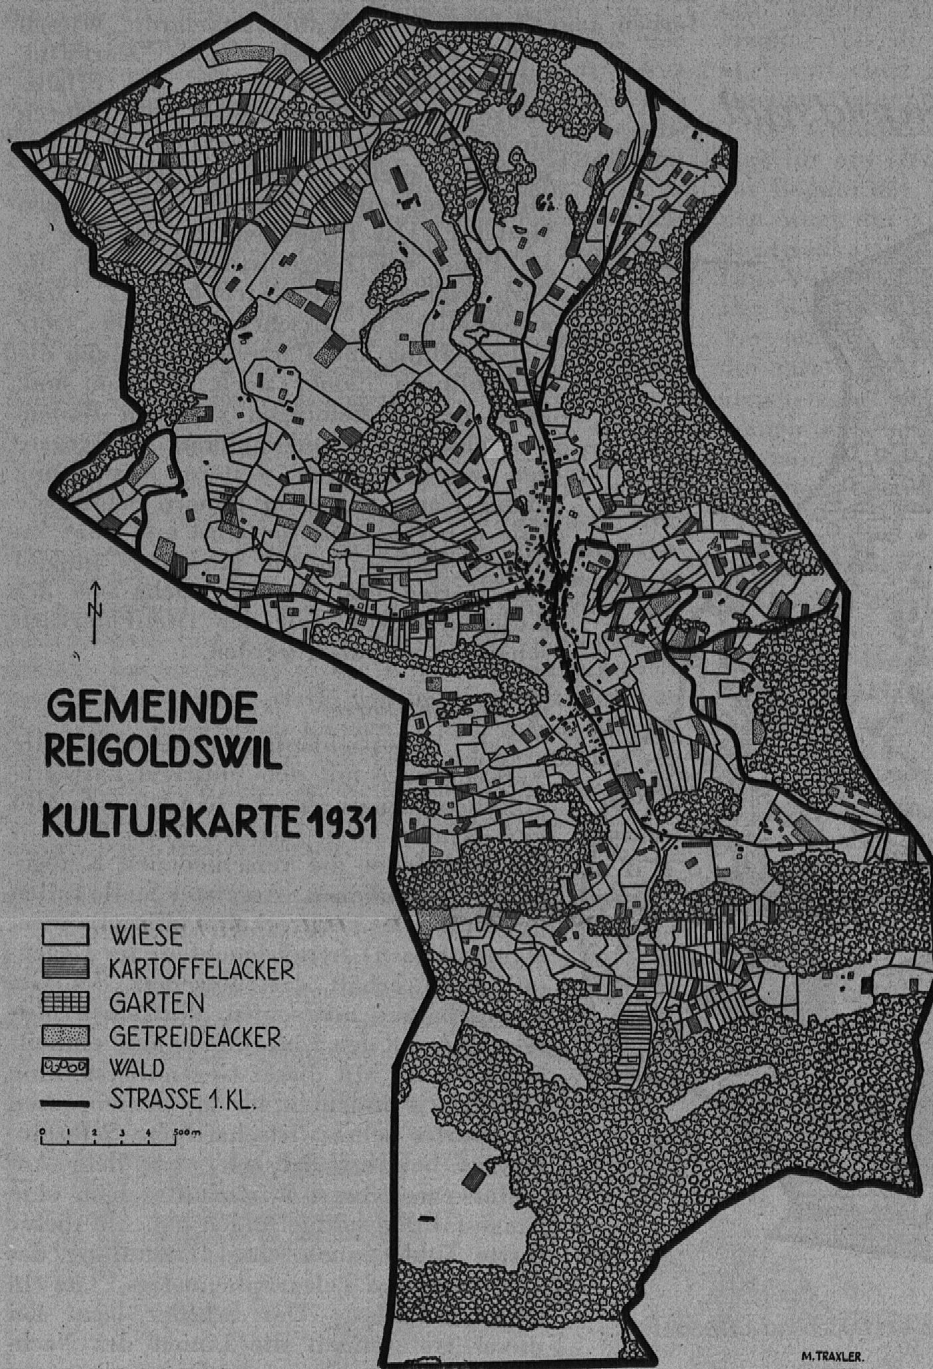 N
GEMEINDE
REIGOLDSWIL
KULTURKARTE 1931
WIESE
KARTOFFELACKER
GARTEN
GETREIDEACKER
WALD
STRASSE 1. KL.
0 1 2 3 4 500m
M. TRAXLER.